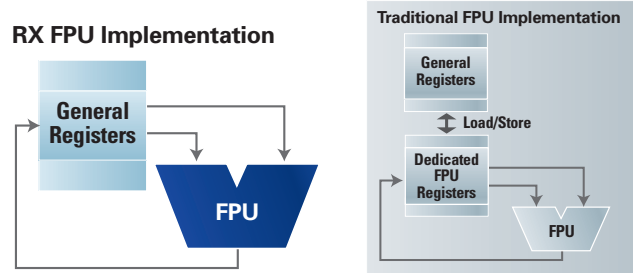 RX FPU Implementation
General
Registers
FPU
Traditional FPU Implementation
General
Registers
Load/Store
Dedicated
FPU
Registers
FPU